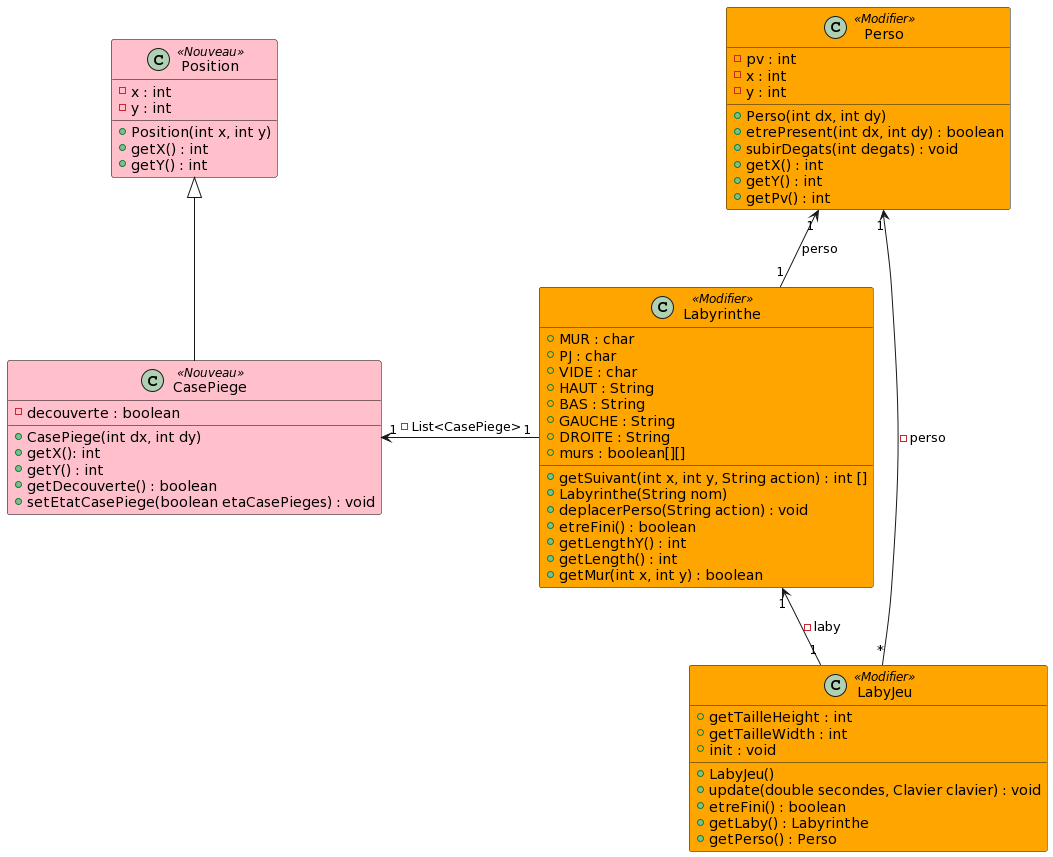 C
«Nouveau»
Position
x : int
y : int
Position(int x, int y)
getX() : int
getY() : int
C
«Modifier»
Perso
pv : int
x : int
y : int
Perso(int dx, int dy)
etrePresent(int dx, int dy) : boolean
subirDegats(int degats) : void
getX() : int
getY() : int
getPv() : int
1
1
perso
1
C
«Modifier»
Labyrinthe
MUR : char
PJ : char
VIDE : char
HAUT : String
BAS : String
GAUCHE : String
DROITE : String
murs : boolean[][]
getSuivant(int x, int y, String action) : int []
Labyrinthe(String nom)
deplacerPerso(String action) : void
etreFini() : boolean
getLengthY() : int
getLength() : int
getMur(int x, int y) : boolean
C
«Nouveau»
CasePiege
decouverte : boolean
CasePiege(int dx, int dy)
getX(): int
getY() : int
getDecouverte() : boolean
setEtatCasePiege(boolean etaCasePieges) : void
1
List<CasePiege>
1
perso
1
laby
1
*
C
«Modifier»
LabyJeu
getTailleHeight : int
getTailleWidth : int
init : void
LabyJeu()
update(double secondes, Clavier clavier) : void
etreFini() : boolean
getLaby() : Labyrinthe
getPerso() : Perso